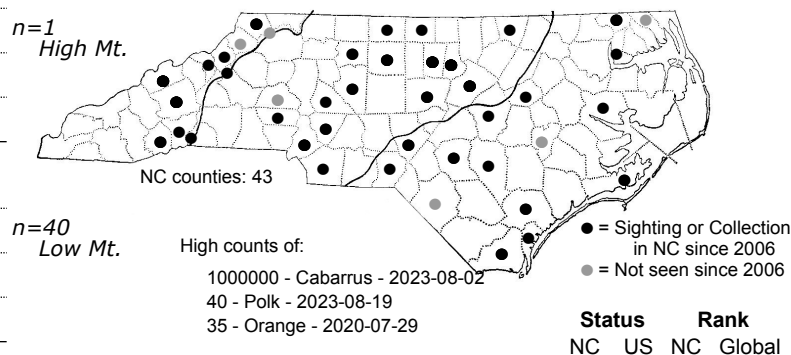 n=1
High Mt.
NC counties: 43
n=40
Low Mt.
High counts of:
1000000 - Cabarrus - 2023-08-02
40 - Polk - 2023-08-19
35 - Orange - 2020-07-29
● = Sighting or Collection
in NC since 2006
● = Not seen since 2006
Status Rank
NC US NC Global